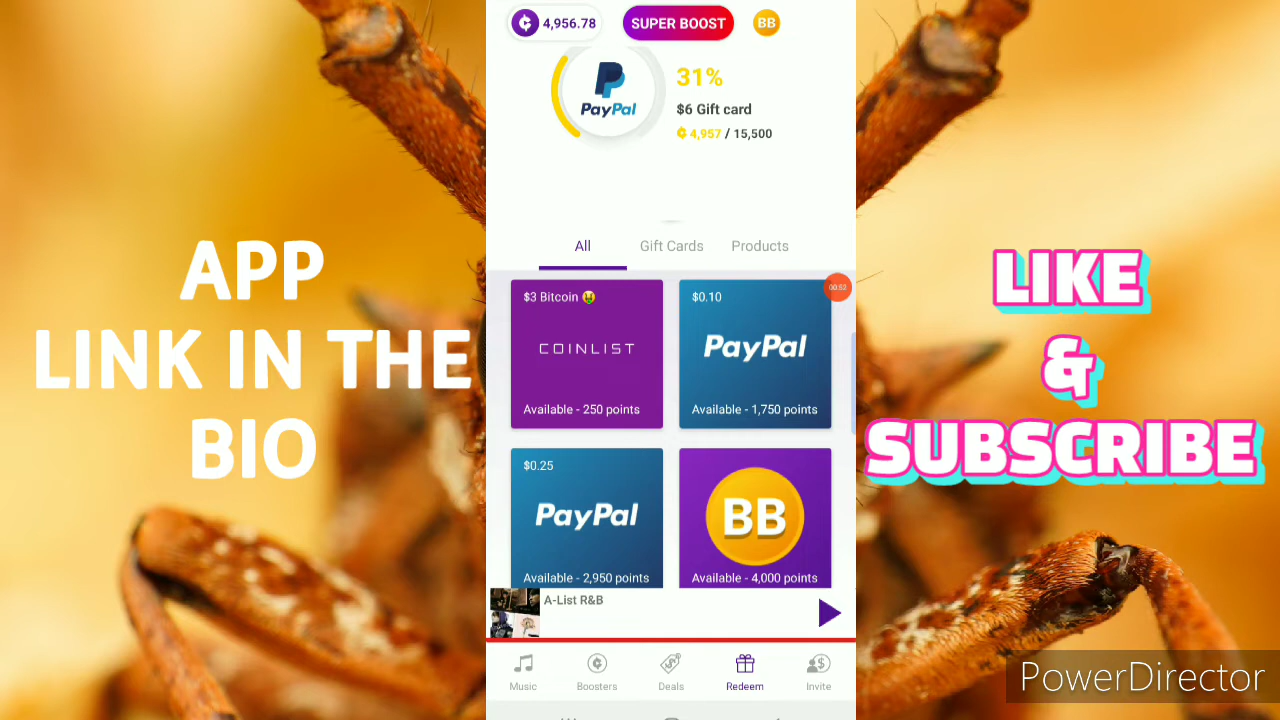 4,956.78
SUPER BOOST
BB
31%
PayPal
$6 Gift card
4,957 / 15,500
All
Gift Cards
Products
$3 Bitcoin 🤑
COINLIST
Available - 250 points
$0.10
PayPal
Available - 1,750 points
00:53
$0.25
PayPal
Available - 2,950 points
BB
Available - 4,000 points
A-List R&B
Music
Boosters
Deals
Redeem
Invite
APP
LINK IN THE
BIO
LIKE
&
SUBSCRIBE
PowerDirector